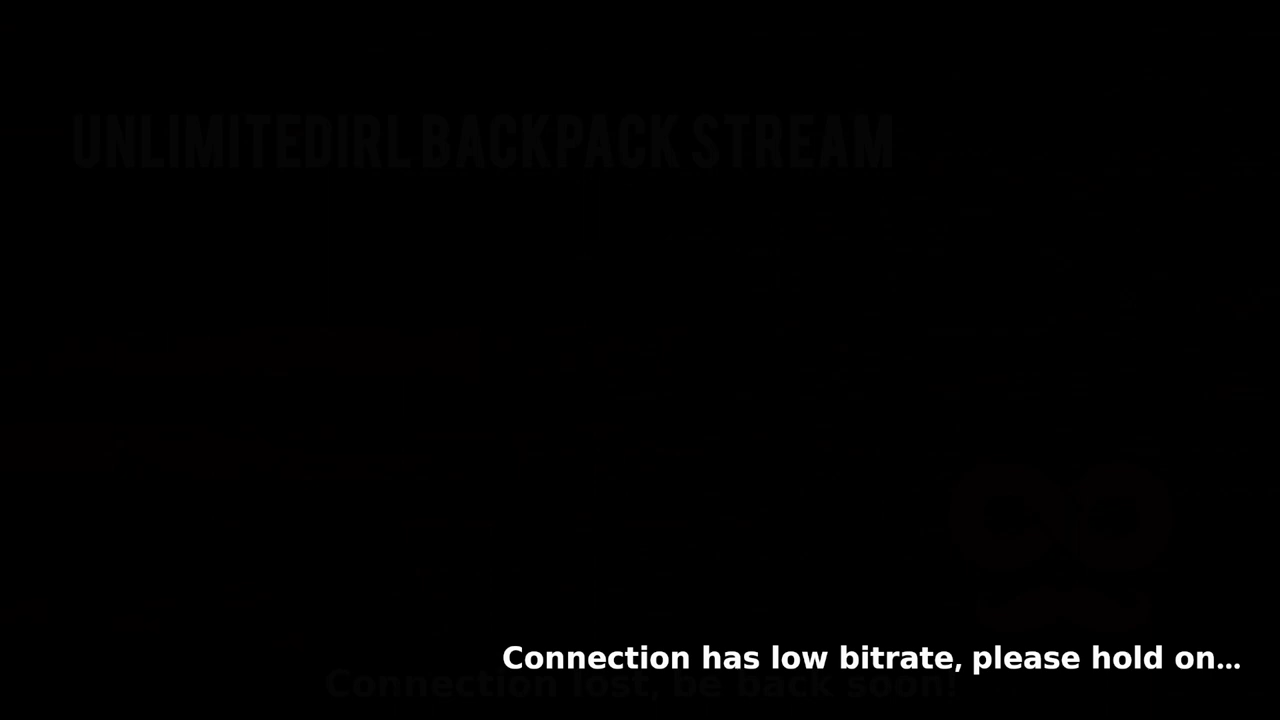 UNLIMITEDIRL BACKPACK STREAM
Connection has low bitrate, please hold on...
Connection lost, be back soon!